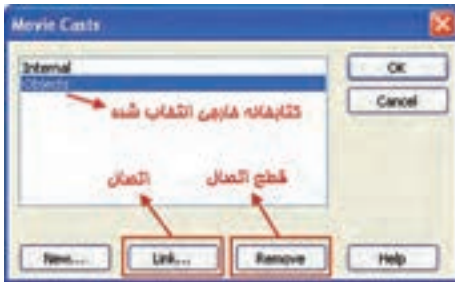 Movie Casts
Internal
OK
Objects
Cancel
کتابخانه خارجی انتخاب شده
اتصال
قطع اتصال
New...
Link...
Remove
Help